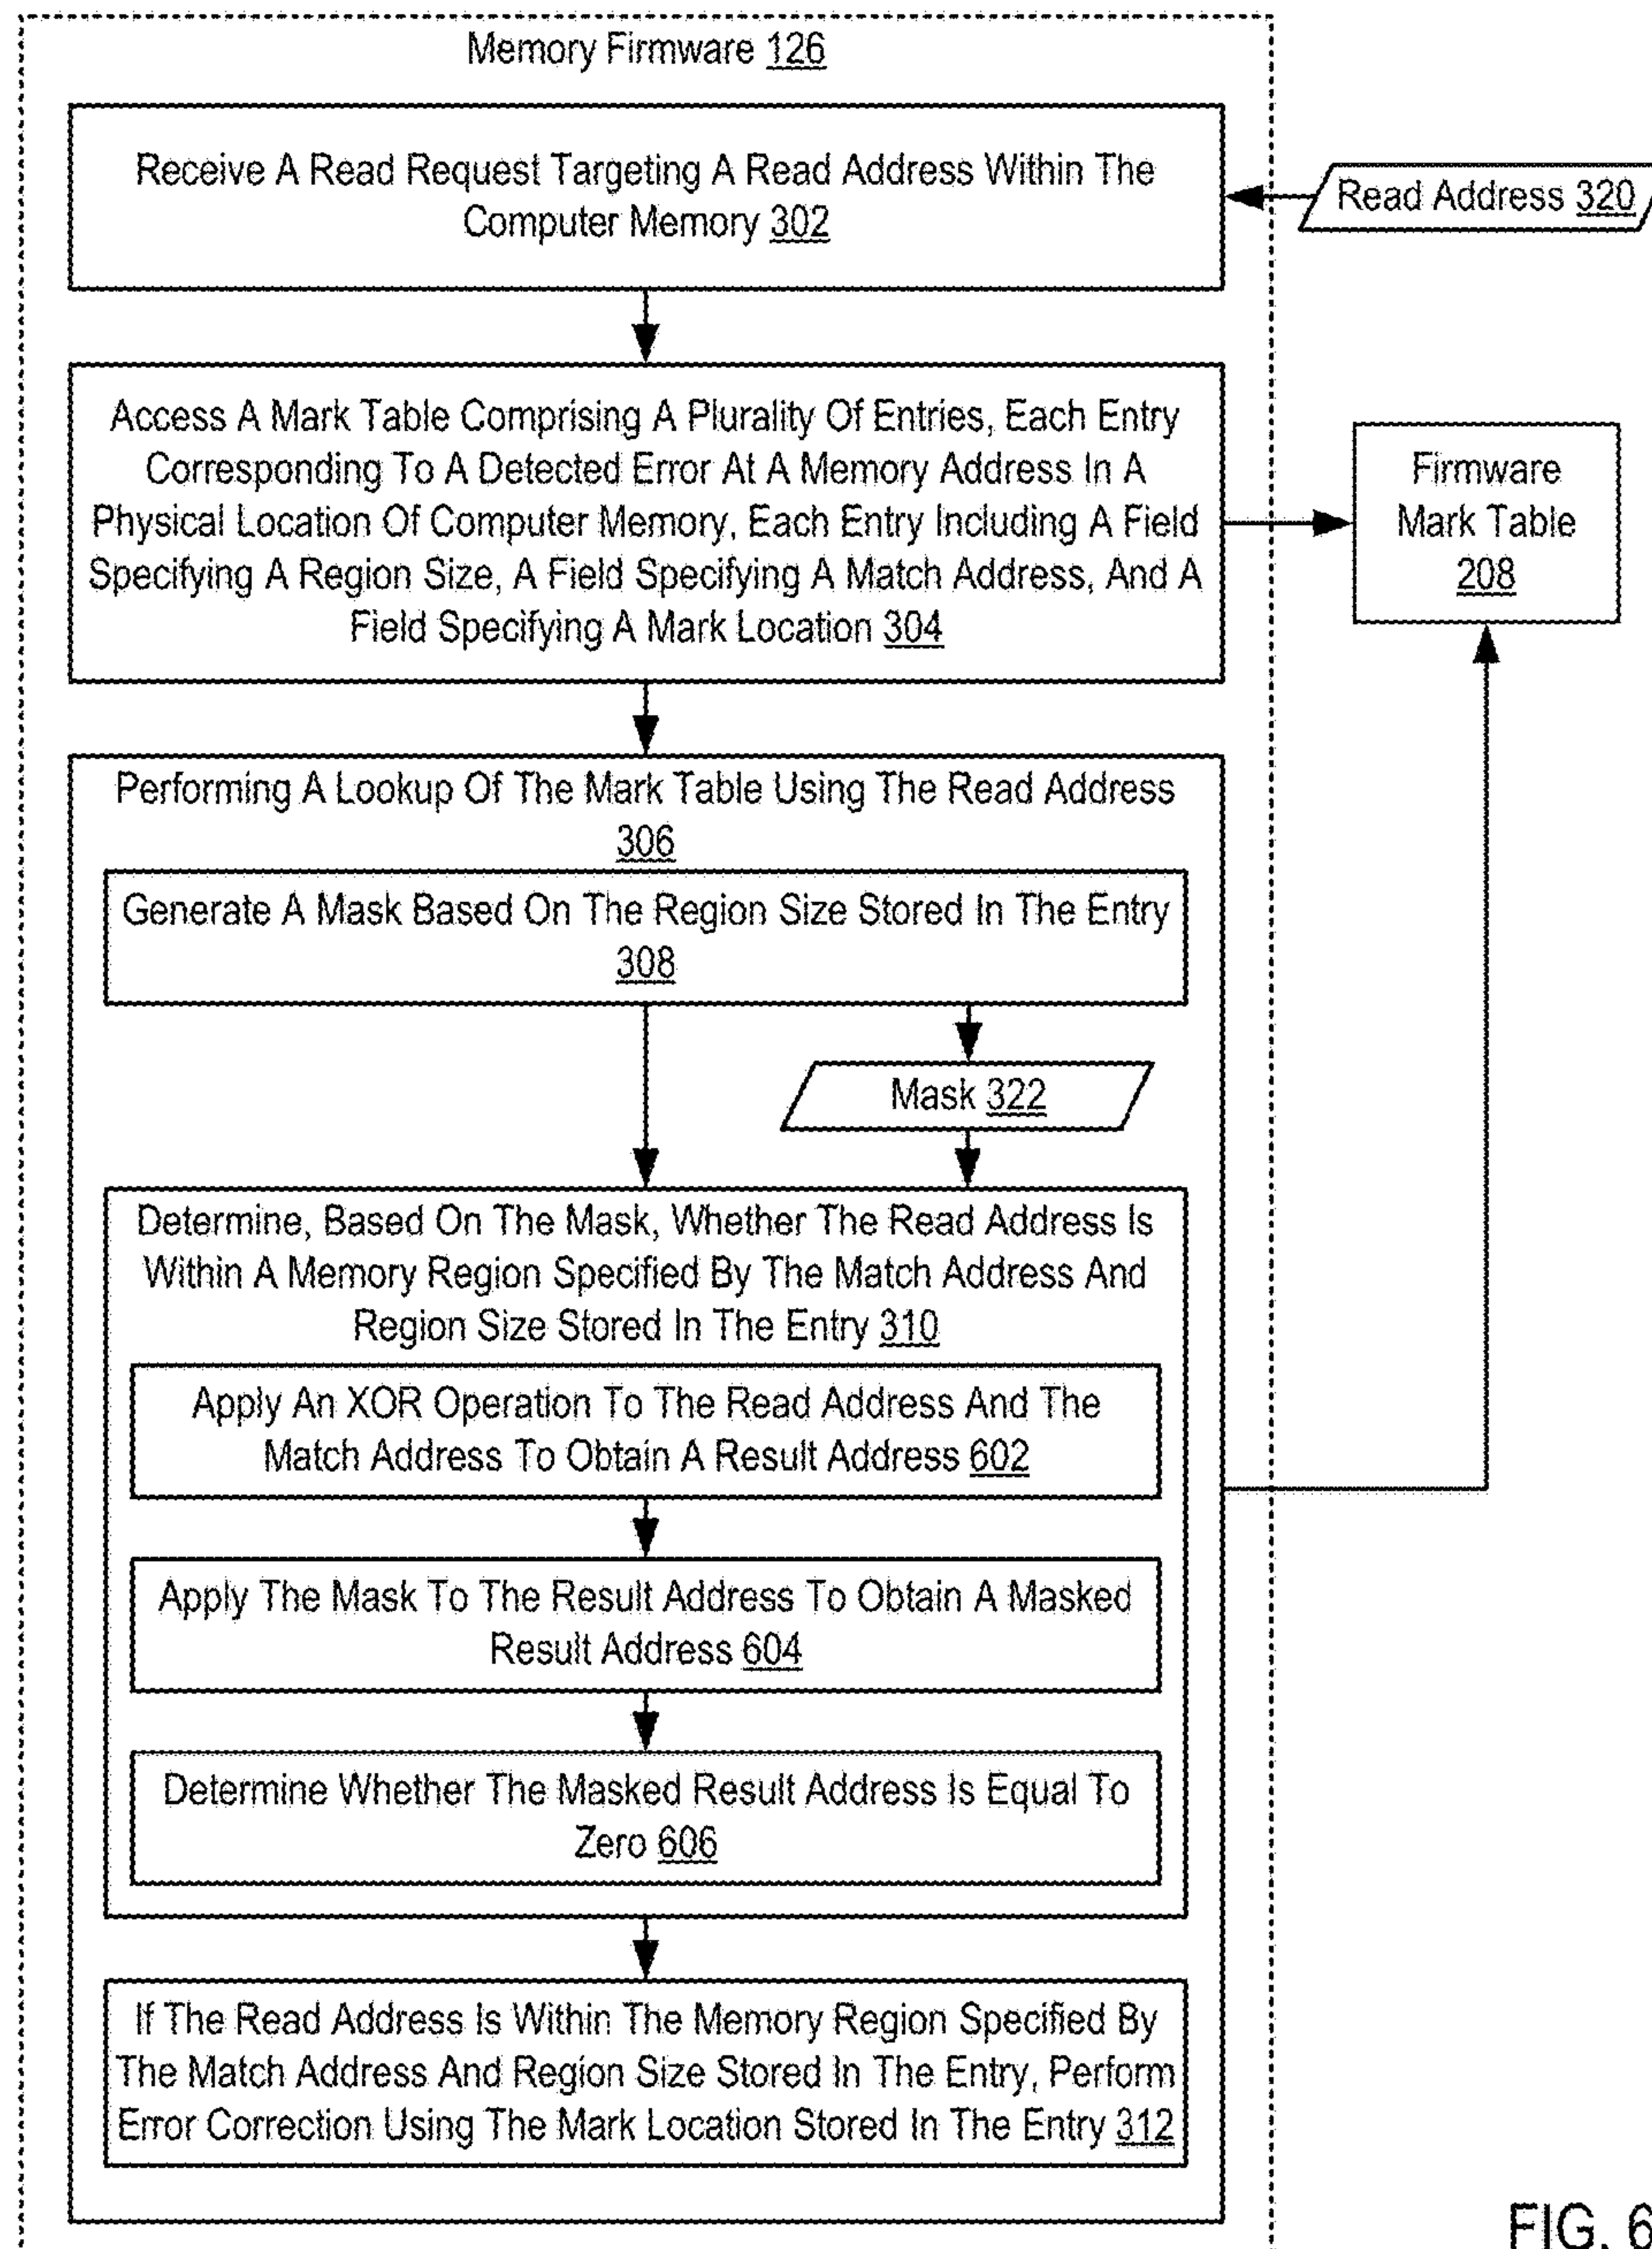 Memory Firmware 126
Receive A Read Request Targeting A Read Address Within The
Computer Memory 302
Read Address 320
Access A Mark Table Comprising A Plurality Of Entries, Each Entry
Corresponding To A Detected Error At A Memory Address In A
Physical Location Of Computer Memory, Each Entry Including A Field
Specifying A Region Size, A Field Specifying A Match Address, And A
Field Specifying A Mark Location 304
Firmware
Mark Table
208
Performing A Lookup Of The Mark Table Using The Read Address
306
Generate A Mask Based On The Region Size Stored In The Entry
308
Mask 322
Determine, Based On The Mask, Whether The Read Address Is
Within A Memory Region Specified By The Match Address And
Region Size Stored In The Entry 310
Apply An XOR Operation To The Read Address And The
Match Address To Obtain A Result Address 602
Apply The Mask To The Result Address To Obtain A Masked
Result Address 604
Determine Whether The Masked Result Address Is Equal To
Zero 606
If The Read Address Is Within The Memory Region Specified By
The Match Address And Region Size Stored In The Entry, Perform
Error Correction Using The Mark Location Stored In The Entry 312
FIG. 6